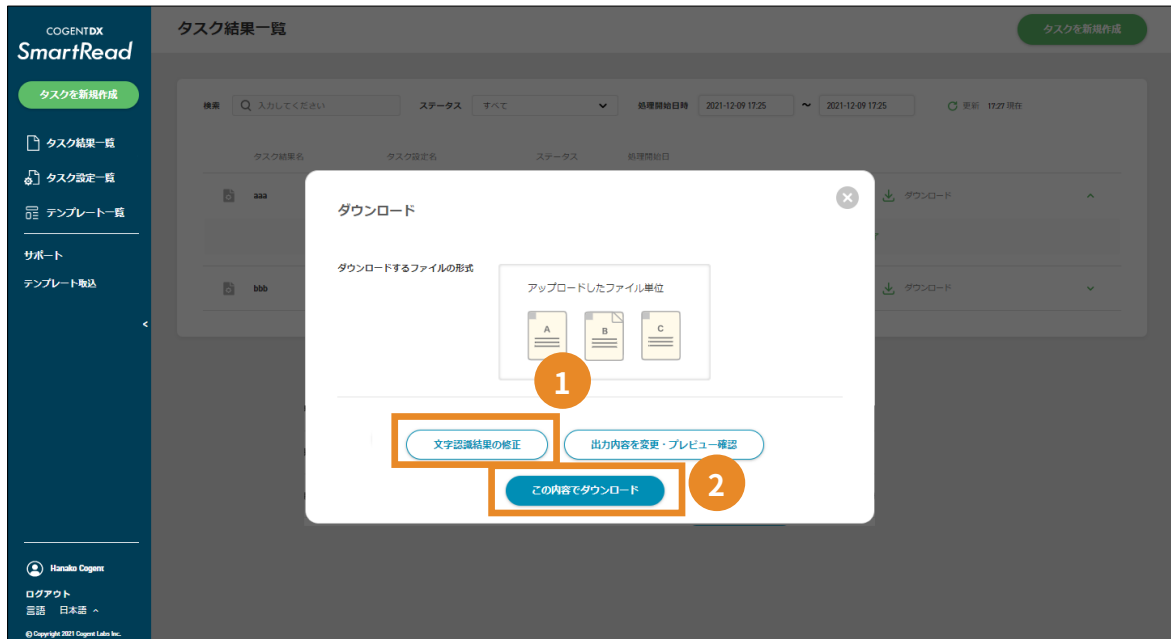 COGENTDX
SmartRead
タスクを新規作成
タスク結果一覧
タスク設定一覧
テンプレート一覧
サポート
テンプレート取込
<
Hanako Cogent
ログアウト
言語 日本語
© Copyright 2021 Cogent Labs Inc.
タスク結果一覧
タスクを新規作成
検索 入力してください ステータス すべて 処理開始日時 2021-12-09 17:25 〜 2021-12-09 17:25 更新 17:27 現在
タスク結果名 タスク設定名 ステータス 処理開始日
aaa ダウンロード
bbb ダウンロード
ダウンロード
ダウンロードするファイルの形式
アップロードしたファイル単位
A B C
1
文字認識結果の修正 出力内容を変更・プレビュー確認
この内容でダウンロード 2